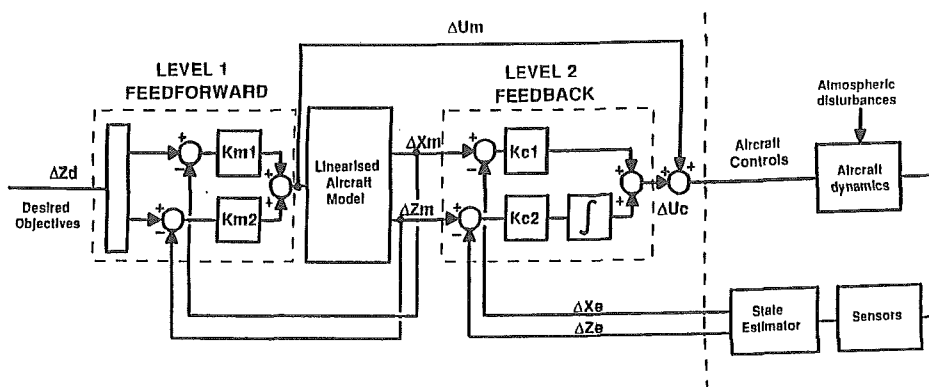 ΔUm
LEVEL 1
FEEDFORWARD
LEVEL 2
FEEDBACK
Atmospheric
disturbances
ΔZd
Desired
Objectives
+
-
Km1
+
-
Km2
+
+
Linearised
Aircraft
Model
ΔXm
ΔZm
+
-
Kc1
+
-
Kc2
∫
+
+
+
+
ΔUc
Aircraft
Controls
Aircraft
dynamics
ΔXe
ΔZe
State
Estimator
Sensors